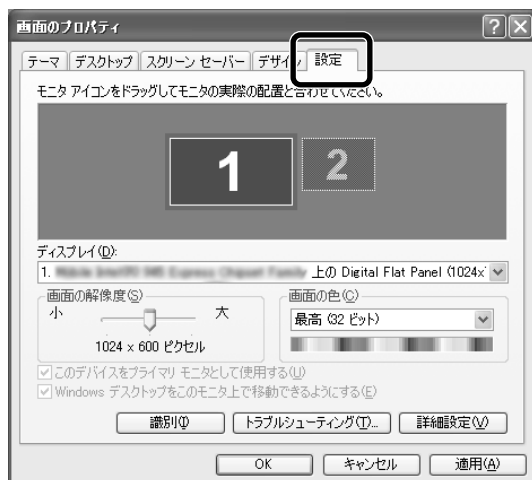 画面のプロパティ
テーマ デスクトップ スクリーン セーバー デザイン 設定
モニタ アイコンをドラッグしてモニタの実際の配置と合わせてください。
1 2
ディスプレイ(D):
1. 上の Digital Flat Panel (1024x
画面の解像度(S) 画面の色(C)
小 大 最高 (32 ビット)
1024 x 600 ピクセル
このデバイスをプライマリ モニタとして使用する(U)
Windows デスクトップをこのモニタ上で移動できるようにする(E)
識別(I) トラブルシューティング(T)... 詳細設定(V)
OK キャンセル 適用(A)